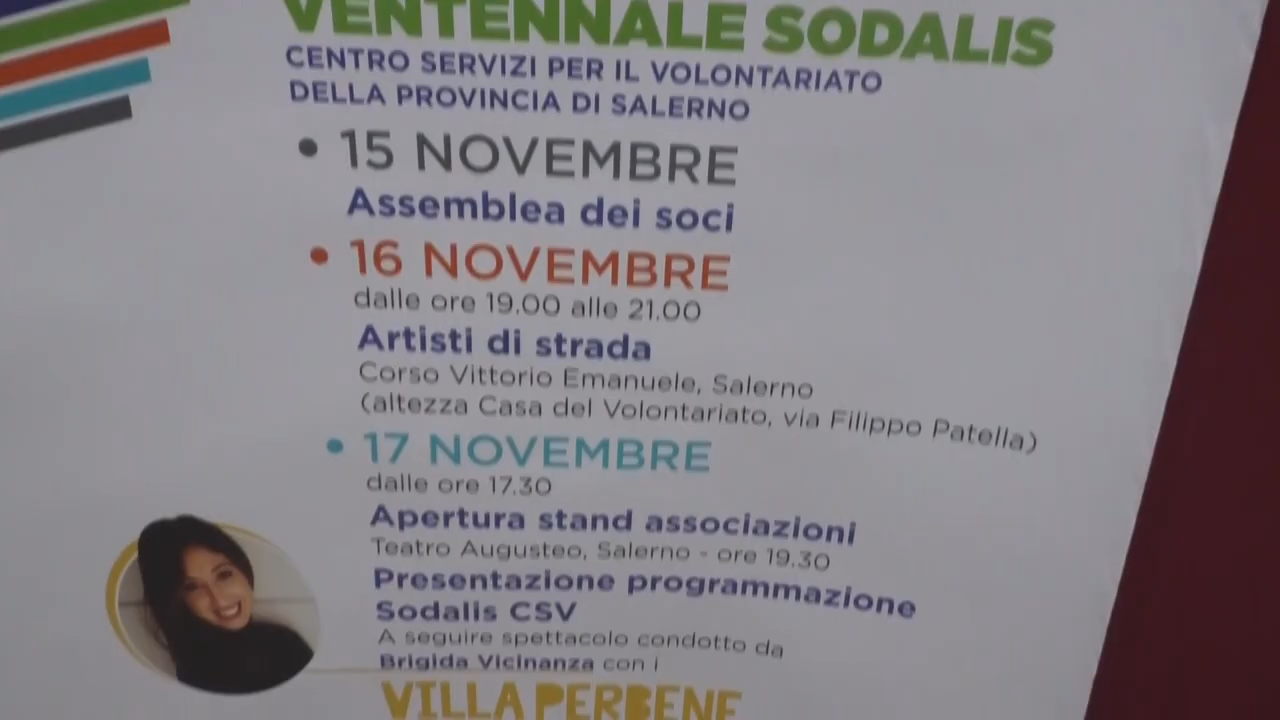 VENTENNALE SODALIS
CENTRO SERVIZI PER IL VOLONTARIATO
DELLA PROVINCIA DI SALERNO
• 15 NOVEMBRE
Assemblea dei soci
• 16 NOVEMBRE
dalle ore 19.00 alle 21.00
Artisti di strada
Corso Vittorio Emanuele, Salerno
(altezza Casa del Volontariato, via Filippo Patella)
• 17 NOVEMBRE
dalle ore 17.30
Apertura stand associazioni
Teatro Augusteo, Salerno - ore 19.30
Presentazione programmazione
Sodalis CSV
A seguire spettacolo condotto da
Brigida Vicinanza con i
VILLA PERBENE